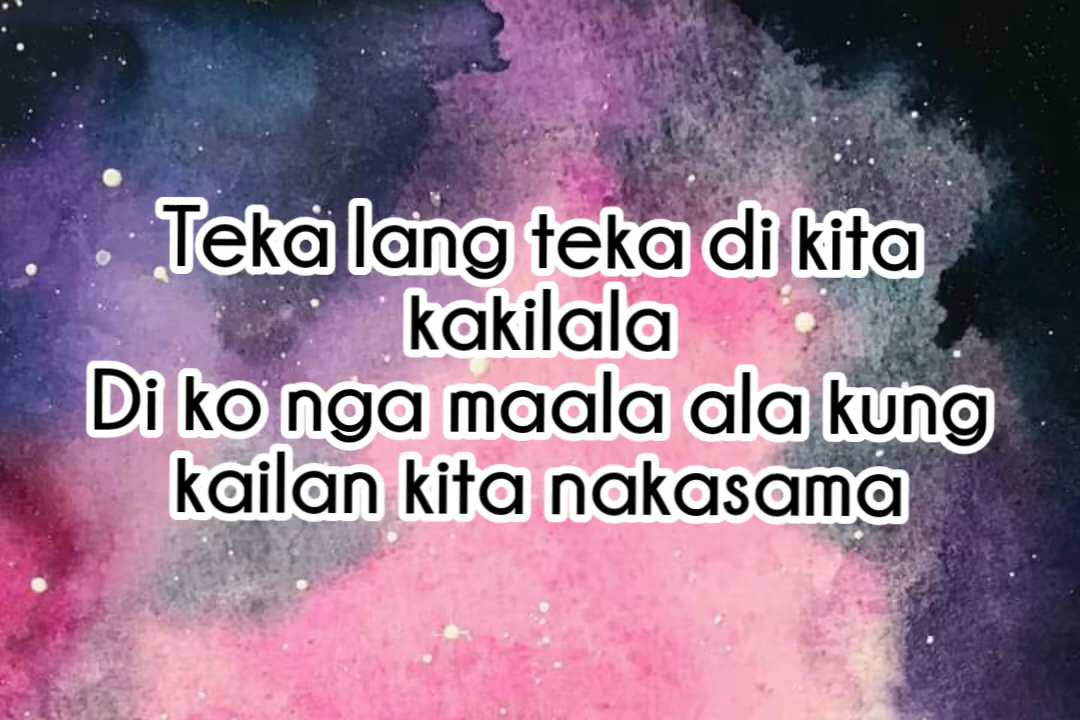 Teka lang teka di kita
kakilala
Di ko nga maala ala kung
kailan kita nakasama